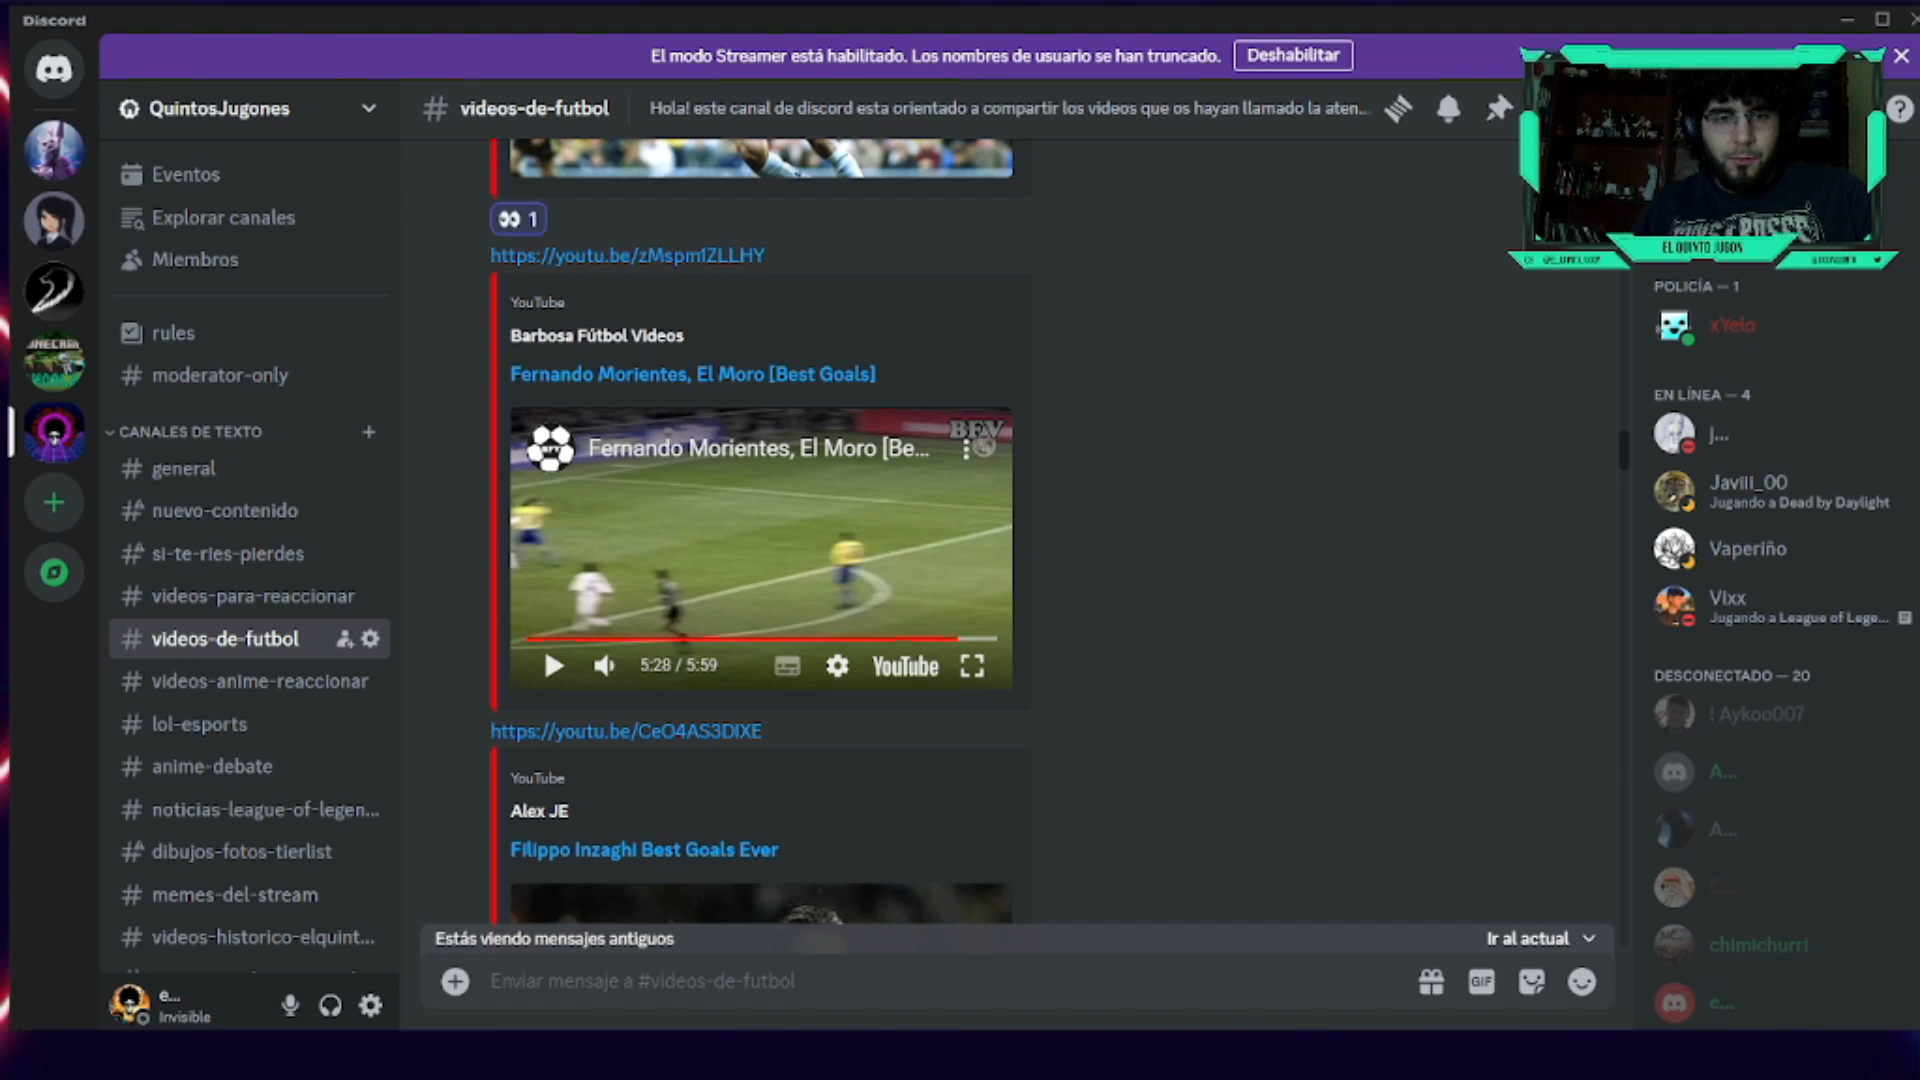 Discord
El modo Streamer está habilitado. Los nombres de usuario se han truncado.
Deshabilitar
QuintosJugones
# videos-de-futbol
Hola! este canal de discord esta orientado a compartir los videos que os hayan llamado la aten...
Eventos
Explorar canales
Miembros
rules
moderator-only
CANALES DE TEXTO
general
nuevo-contenido
si-te-ries-pierdes
videos-para-reaccionar
videos-de-futbol
videos-anime-reaccionar
lol-esports
anime-debate
noticias-league-of-legen...
dibujos-fotos-tierlist
memes-del-stream
videos-historico-elquint...
e...
Invisible
1
https://youtu.be/zMspm1ZLLHY
YouTube
Barbosa Fútbol Videos
Fernando Morientes, El Moro [Best Goals]
BFV
Fernando Morientes, El Moro [Be...
5:28 / 5:59
YouTube
https://youtu.be/CeO4AS3DIXE
YouTube
Alex JE
Filippo Inzaghi Best Goals Ever
Estás viendo mensajes antiguos
Ir al actual
Enviar mensaje a #videos-de-futbol
GIF
EL QUINTO JUGON
POLICÍA — 1
xYelo
EN LÍNEA — 4
J...
Javiii_00
Jugando a Dead by Daylight
Vaperiño
Vixx
Jugando a League of Lege...
DESCONECTADO — 20
! Aykoo007
A...
A...
chimichurri
e...